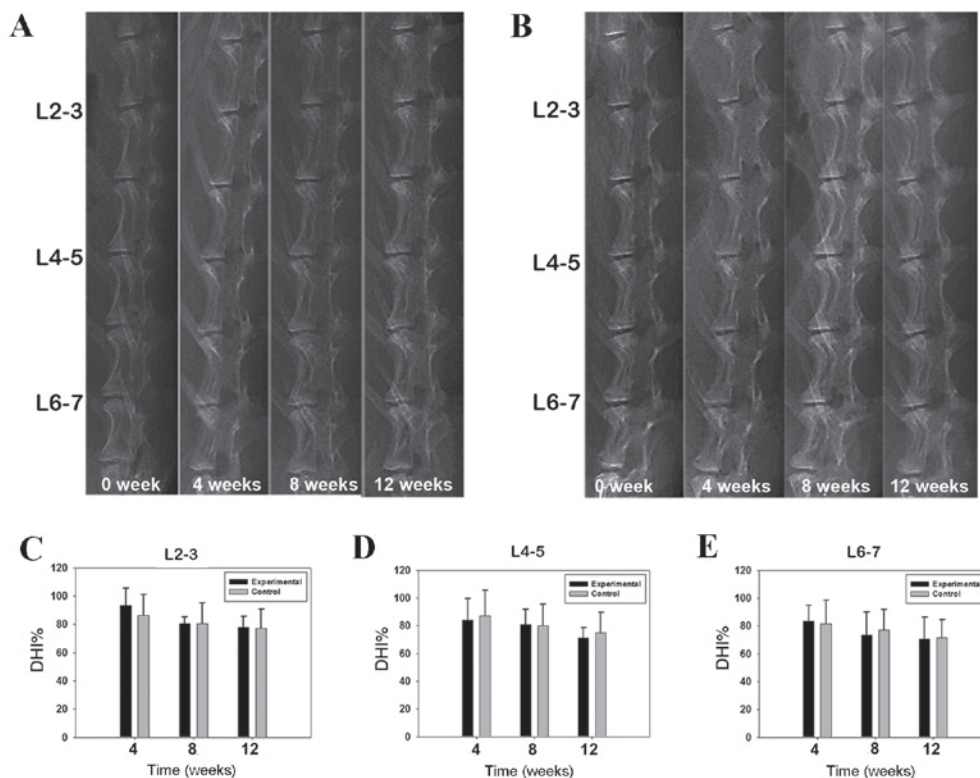 A
B
L2-3
L4-5
L6-7
0 week 4 weeks 8 weeks 12 weeks
L2-3
L4-5
L6-7
0 week 4 weeks 8 weeks 12 weeks
C
L2-3
120
100
80
60
40
20
0
DHI%
Experimental
Control
4 8 12
Time (weeks)
D
L4-5
120
100
80
60
40
20
0
DHI%
Experimental
Control
4 8 12
Time (weeks)
E
L6-7
120
100
80
60
40
20
0
DHI%
Experimental
Control
4 8 12
Time (weeks)